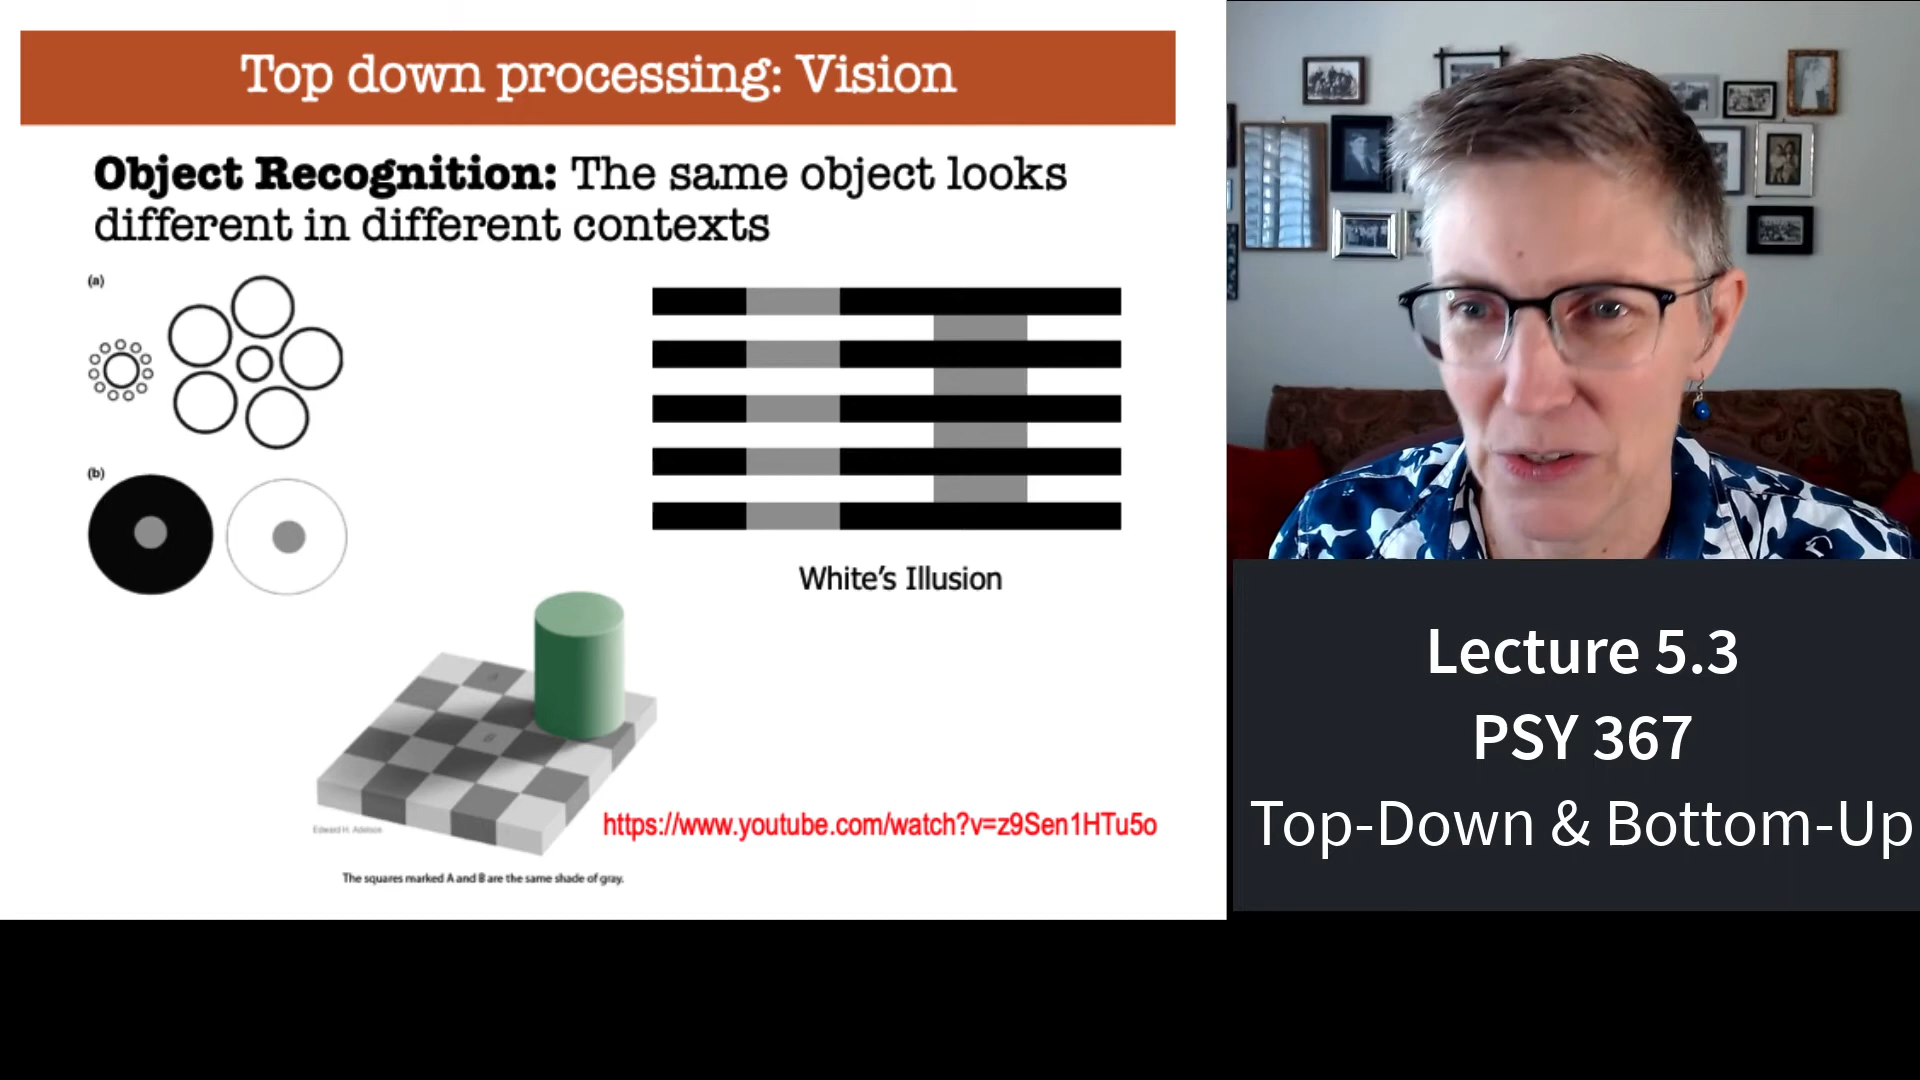 Top down processing: Vision
Object Recognition: The same object looks
different in different contexts
(a)
(b)
White's Illusion
A
B
Edward H. Adelson
https://www.youtube.com/watch?v=z9Sen1HTu5o
The squares marked A and B are the same shade of gray.
Lecture 5.3
PSY 367
Top-Down & Bottom-Up